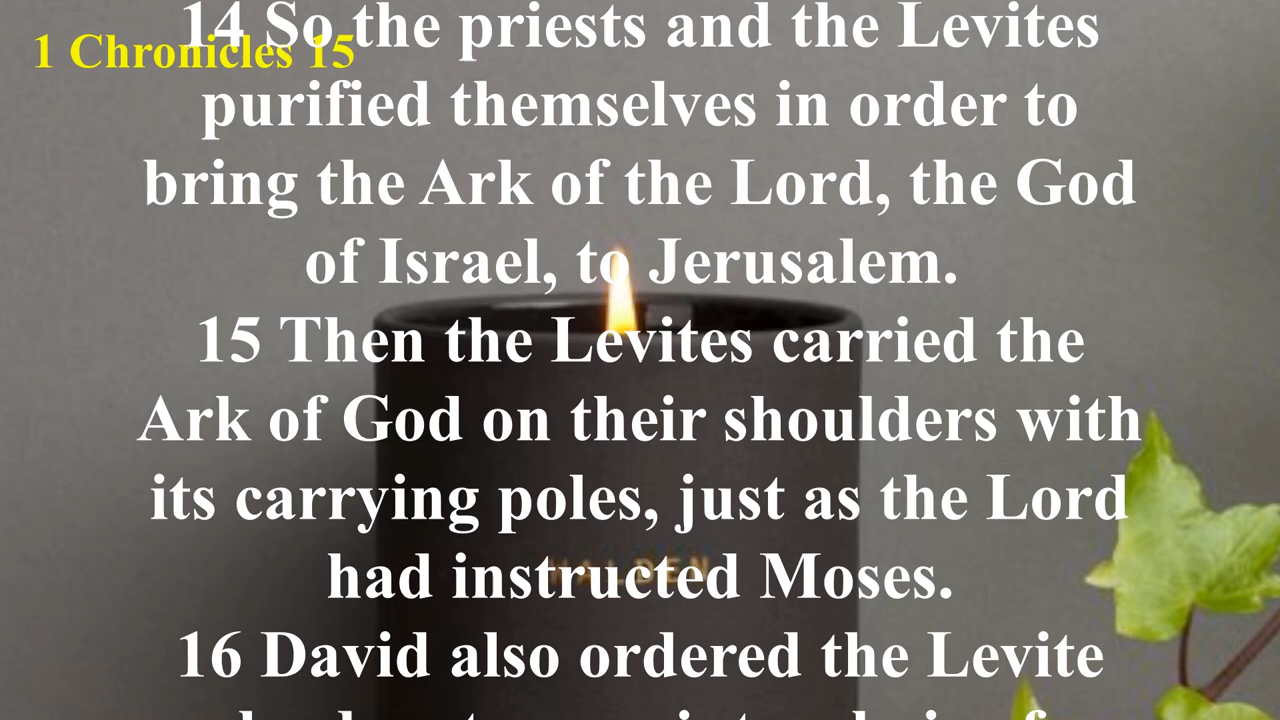 14 So the priests and the Levites
1 Chronicles 15
purified themselves in order to
bring the Ark of the Lord, the God
of Israel, to Jerusalem.
15 Then the Levites carried the
Ark of God on their shoulders with
its carrying poles, just as the Lord
had instructed Moses.
16 David also ordered the Levite